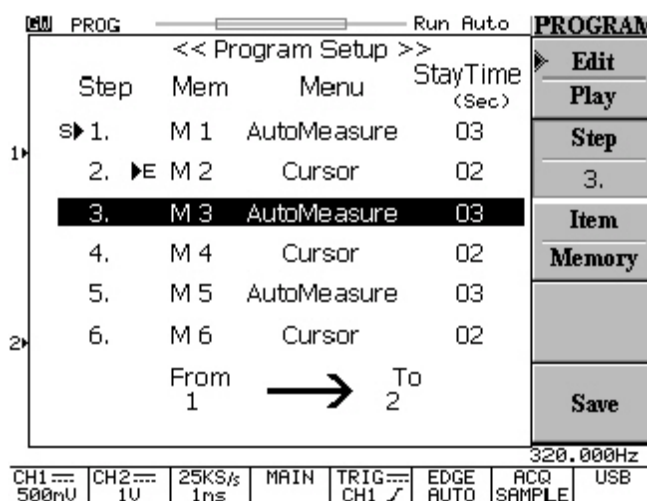 GW PROG Run Auto PROGRAM
<< Program Setup >>
Step Mem Menu StayTime (Sec)
S 1. M 1 AutoMeasure 03
2. E M 2 Cursor 02
3. M 3 AutoMeasure 03
4. M 4 Cursor 02
5. M 5 AutoMeasure 03
6. M 6 Cursor 02
From To
1 2
1
2
Edit
Play
Step
3.
Item
Memory
Save
320.000Hz
CH1 CH2 25KS/s MAIN TRIG EDGE ACQ USB
500mV 1V 1ms CH1 AUTO SAMPLE